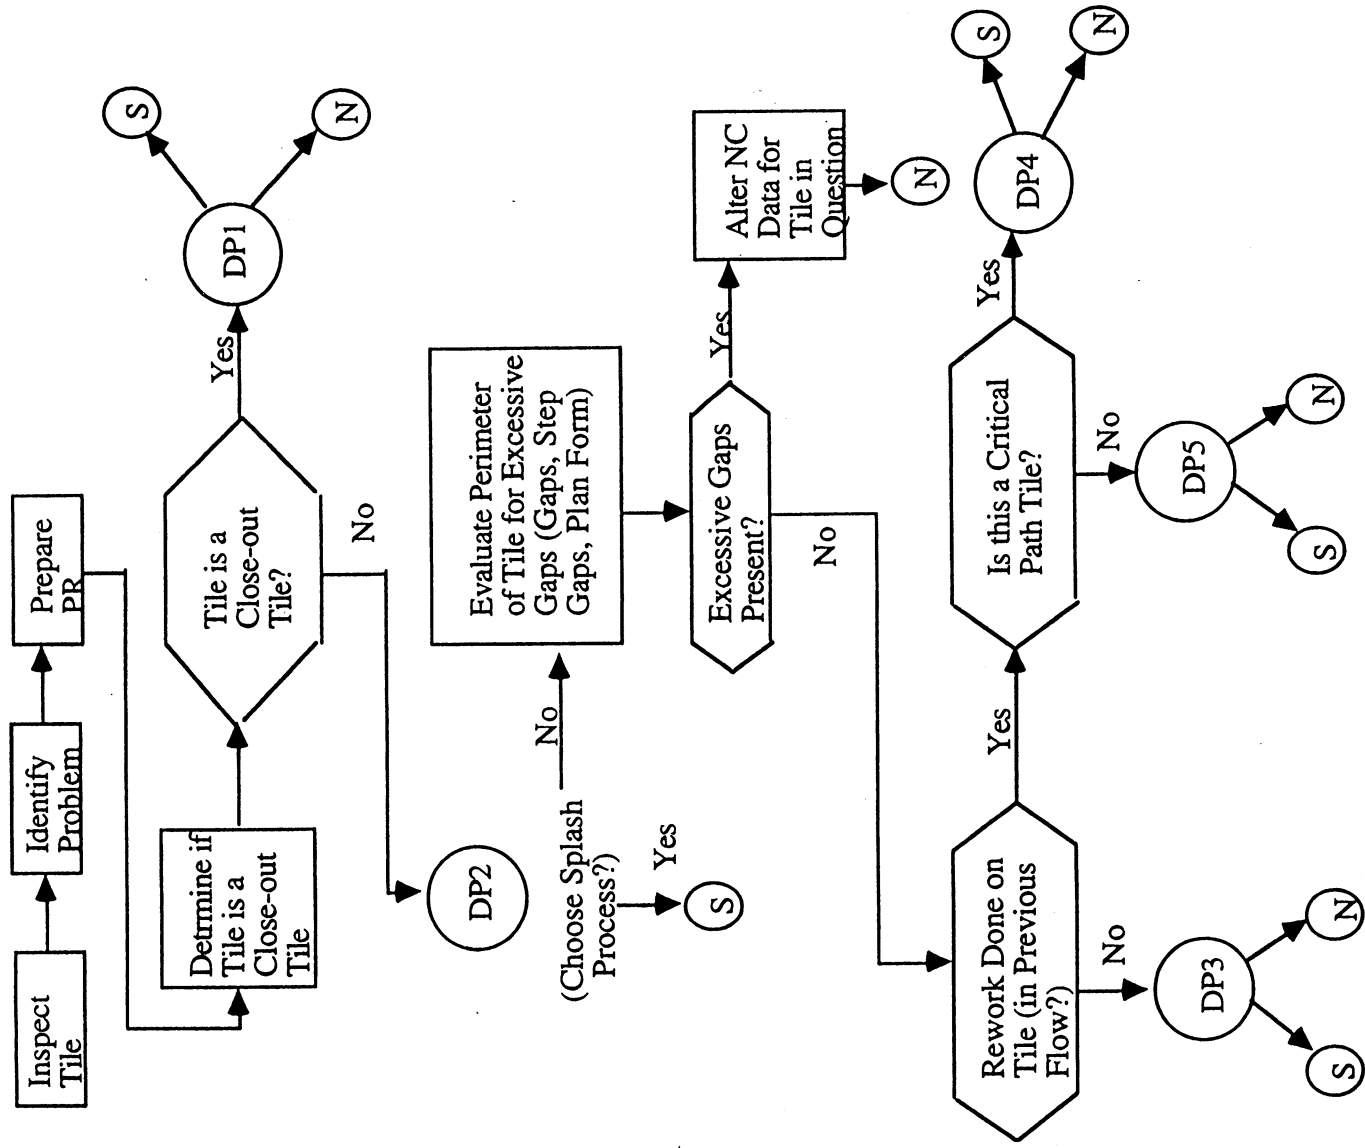 Inspect
Tile
Identify
Problem
Prepare
PR
Detrmine if
Tile is a
Close-out
Tile
Tile is a
Close-out
Tile?
Yes
DP1
S
N
No
DP2
(Choose Splash
Process?)
Yes
S
No
Evaluate Perimeter
of Tile for Excessive
Gaps (Gaps, Step
Gaps, Plan Form)
Excessive Gaps
Present?
Yes
Alter NC
Data for
Tile in
Question
N
No
Rework Done on
Tile (in Previous
Flow?)
No
DP3
S
N
Yes
Is this a Critical
Path Tile?
Yes
DP4
S
N
No
DP5
S
N